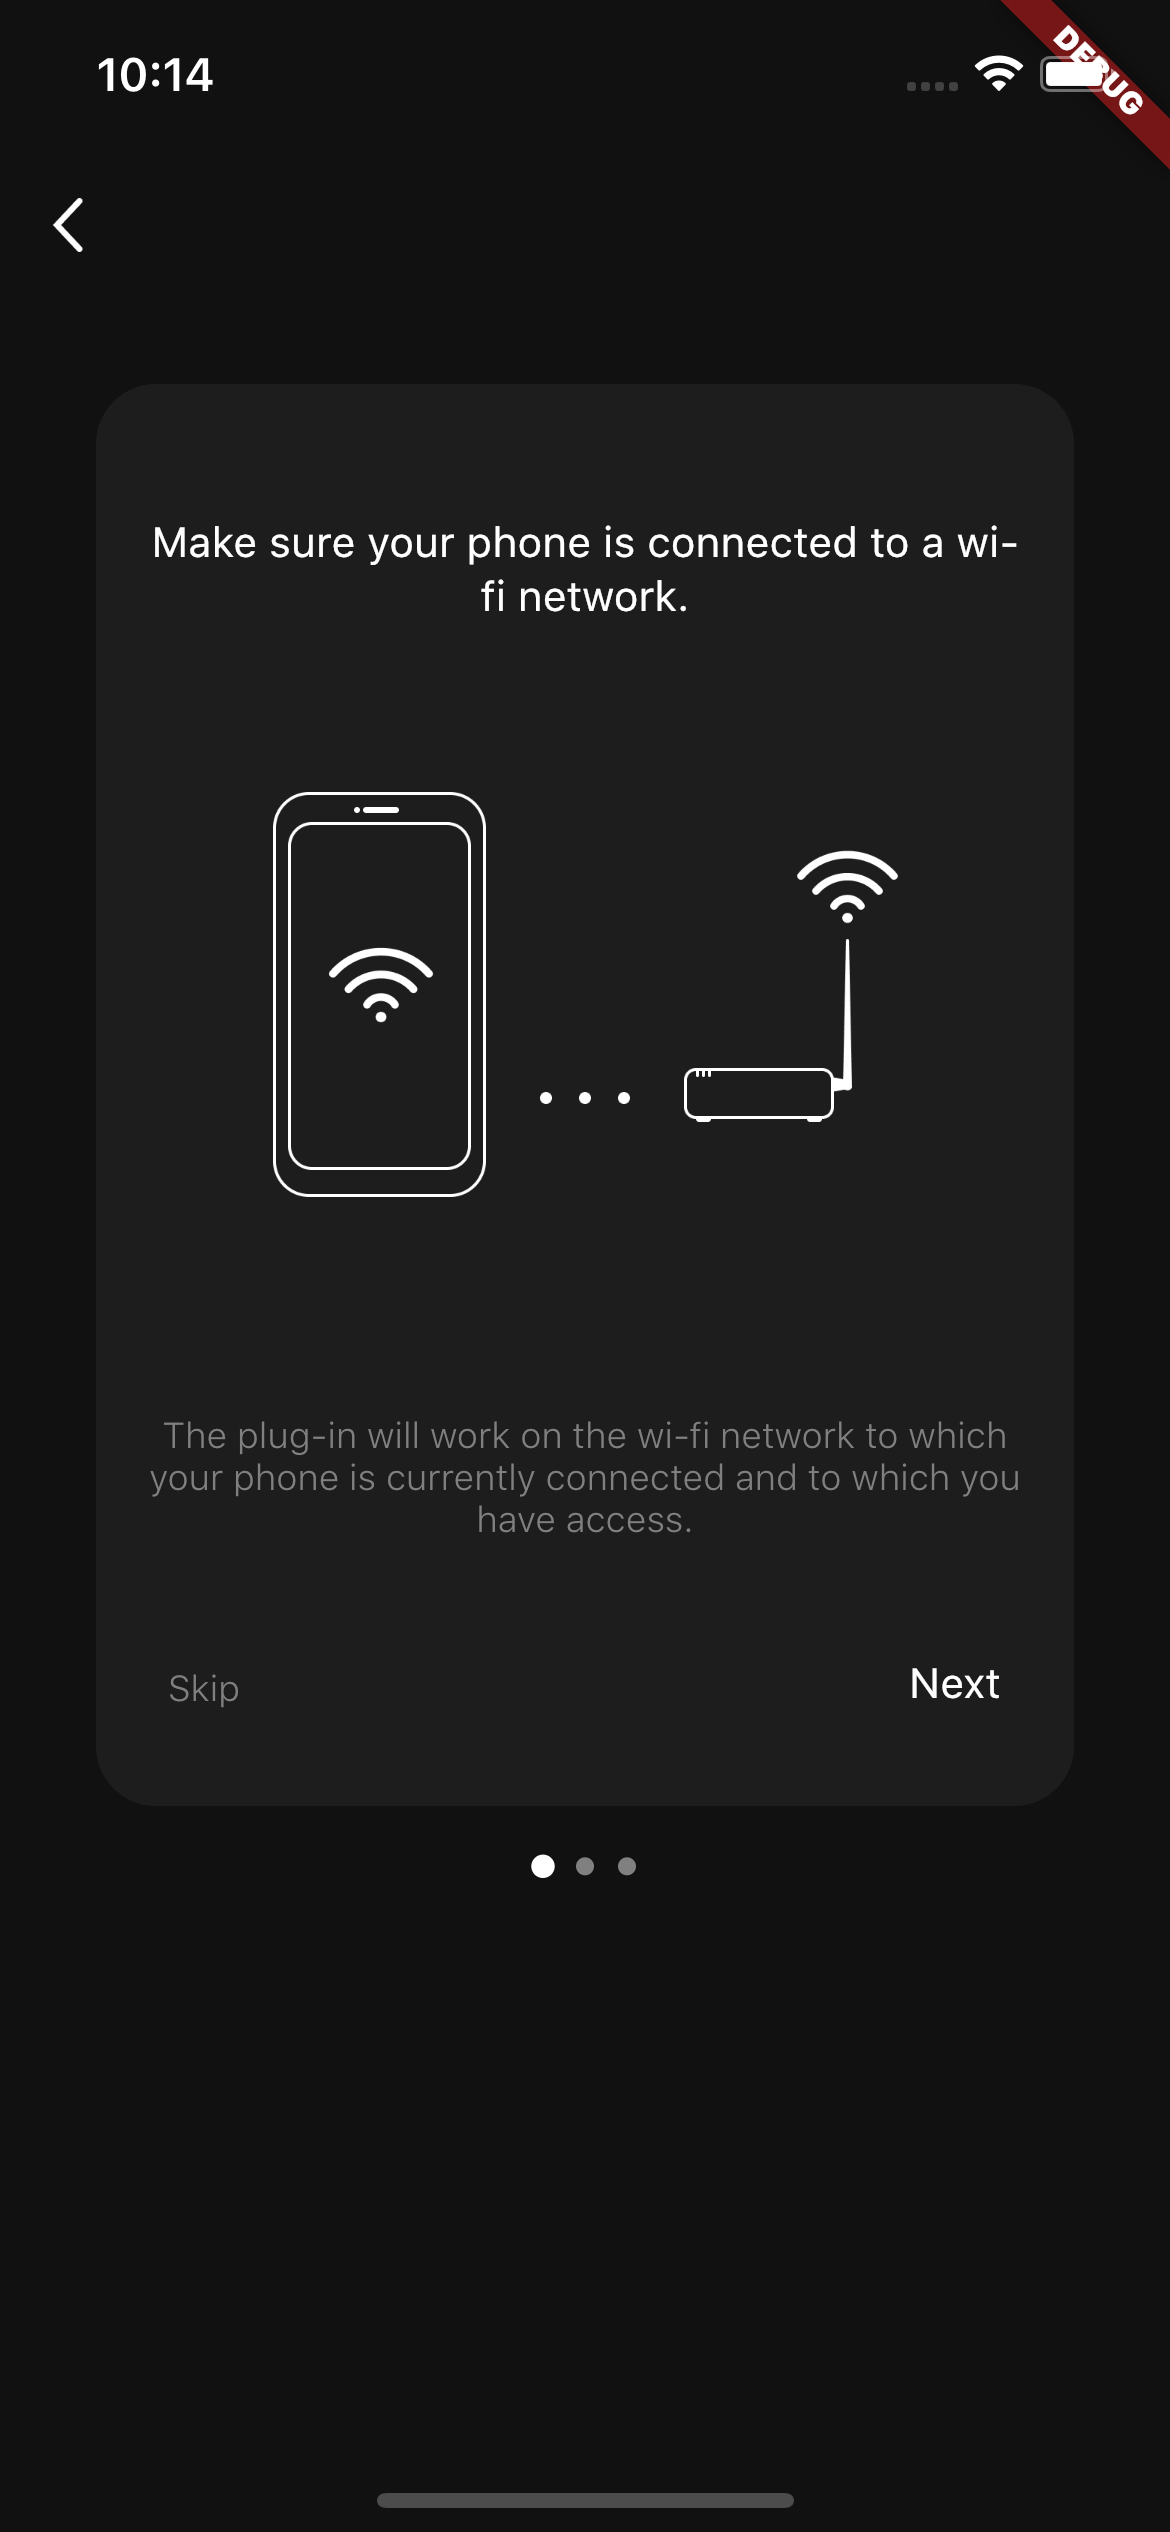 10:14
DEBUG
Make sure your phone is connected to a wi-
fi network.
The plug-in will work on the wi-fi network to which
your phone is currently connected and to which you
have access.
Skip
Next